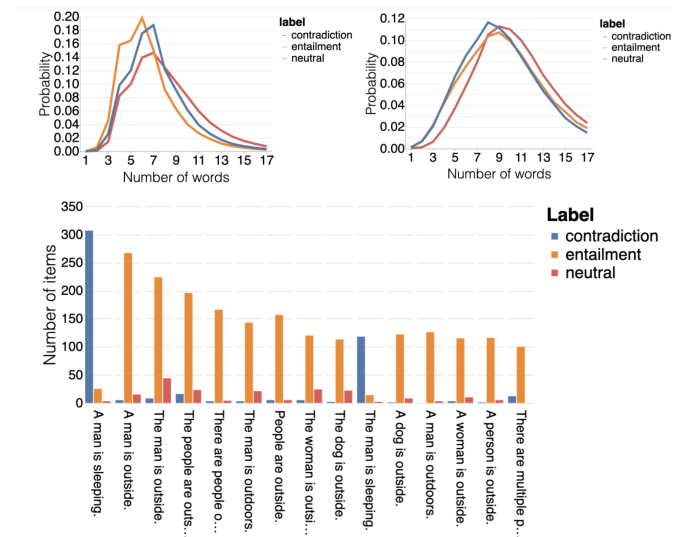 0.20
0.18
0.16
0.14
0.12
0.10
0.08
0.06
0.04
0.02
0.00
Probability
1 3 5 7 9 11 13 15 17
Number of words
label
contradiction
entailment
neutral
0.12
0.10
0.08
0.06
0.04
0.02
0.00
Probability
1 3 5 7 9 11 13 15 17
Number of words
label
contradiction
entailment
neutral
350
300
250
200
150
100
50
0
Number of items
Label
contradiction
entailment
neutral
A man is sleeping.
A man is outside.
The man is outside.
The people are outs...
There are people o...
The man is outdoors.
People are outside.
The woman is outsi...
The dog is outside.
The man is sleeping.
A dog is outside.
A man is outdoors.
A woman is outside.
A person is outside.
There are multiple p...